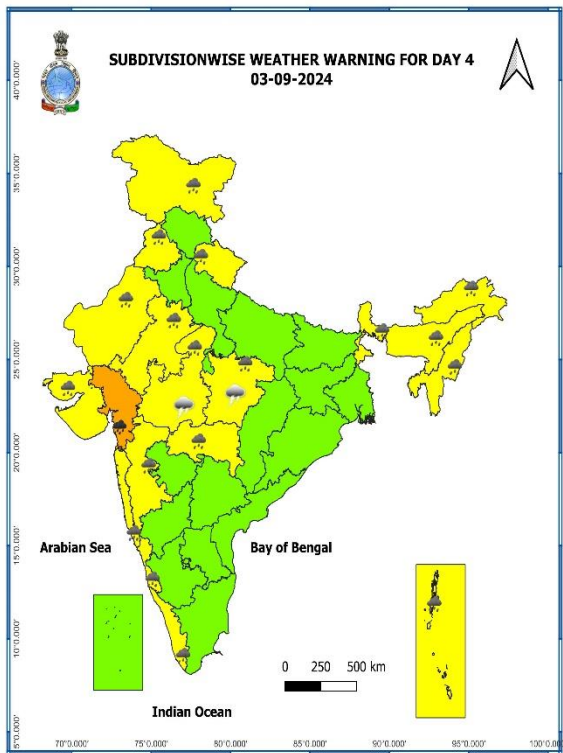 SUBDIVISIONWISE WEATHER WARNING FOR DAY 4
03-09-2024
40°0.000'
35°0.000'
30°0.000'
25°0.000'
20°0.000'
15°0.000'
10°0.000'
5°0.000'
Arabian Sea
Bay of Bengal
0 250 500 km
Indian Ocean
70°0.000' 75°0.000' 80°0.000' 85°0.000' 90°0.000' 95°0.000' 100°0.0